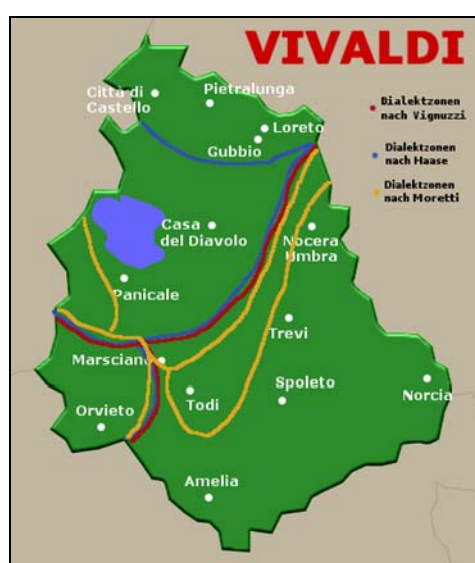 VIVALDI
Città di
Castello
Pietralunga
Loreto
Gubbio
Dialektzonen
nach Vignuzzi
Dialektzonen
nach Haase
Dialektzonen
nach Moretti
Casa
del Diavolo
Nocera
Umbra
Panicale
Trevi
Marsciano
Spoleto
Norcia
Todi
Orvieto
Amelia